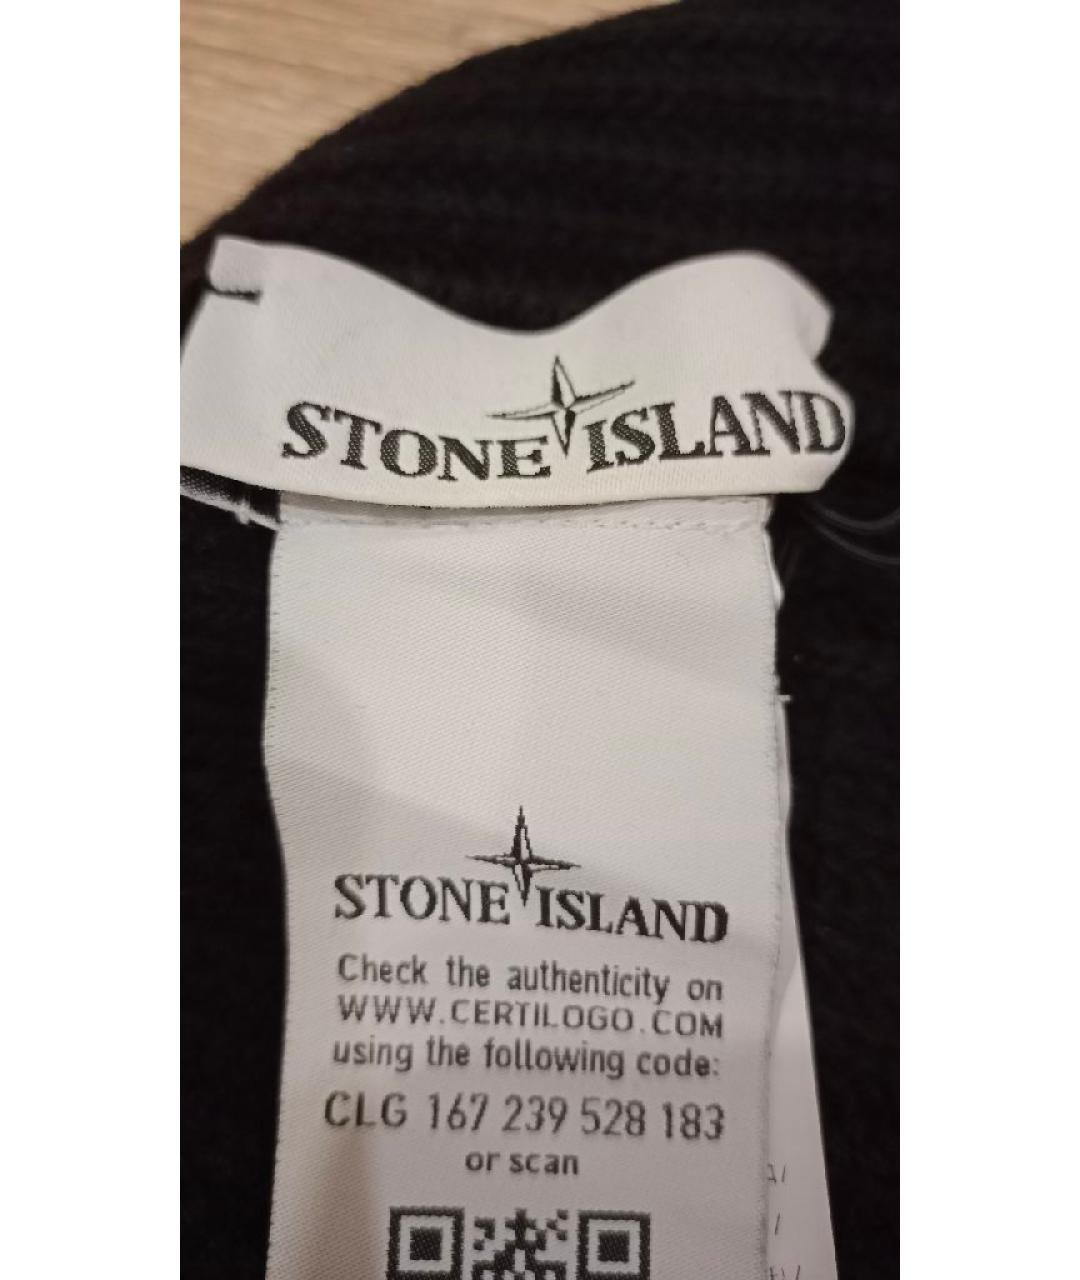 STONE ISLAND
STONE ISLAND
Check the authenticity on
WWW.CERTILOGO.COM
using the following code:
CLG 167 239 528 183
or scan